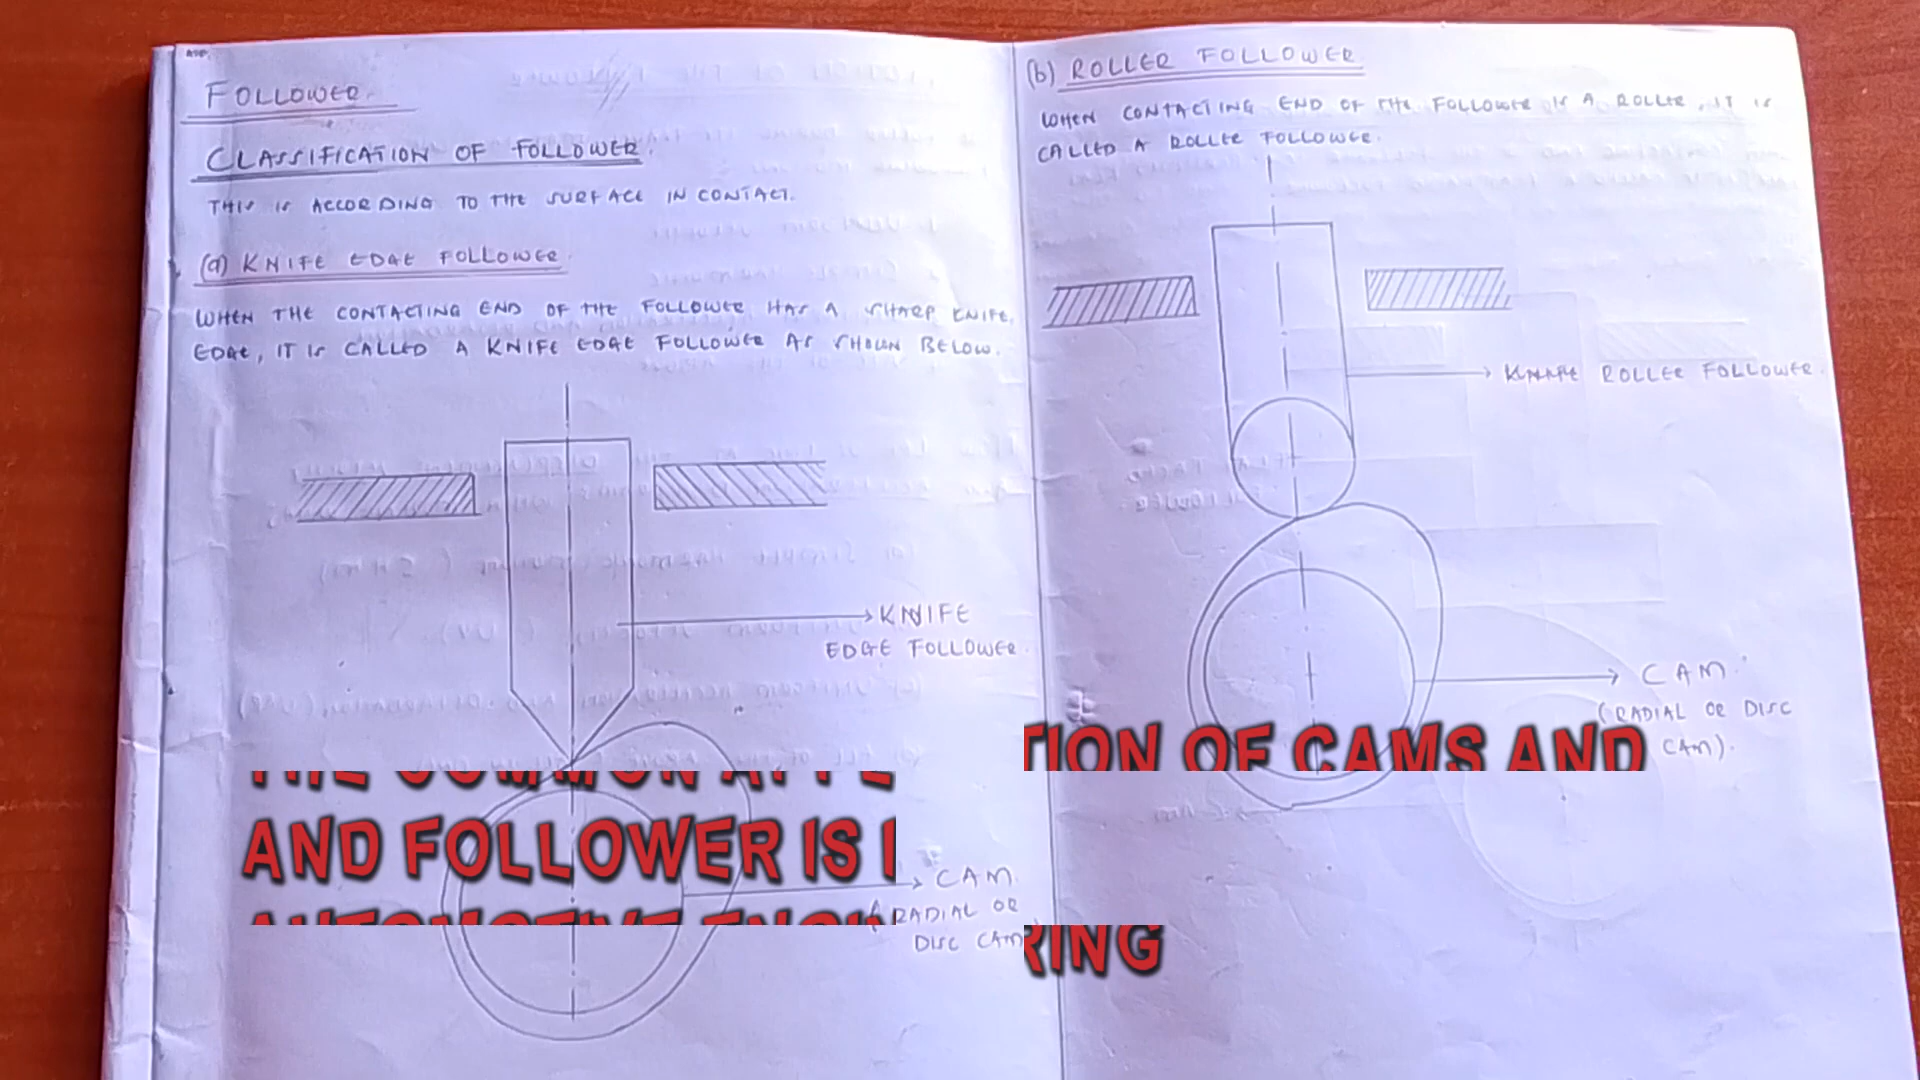 FOLLOWER.
CLASSIFICATION OF FOLLOWER.
THIS IS ACCORDING TO THE SURFACE IN CONTACT.
(a) KNIFE EDGE FOLLOWER.
WHEN THE CONTACTING END OF THE FOLLOWER HAS A SHARP KNIFE
EDGE, IT IS CALLED A KNIFE EDGE FOLLOWER AS SHOWN BELOW.
KNIFE
EDGE FOLLOWER
CAM
(RADIAL OR
DISC CAM
(b) ROLLER FOLLOWER
WHEN CONTACTING END OF THE FOLLOWER IS A ROLLER, IT IS
CALLED A ROLLER FOLLOWER.
ROLLER FOLLOWER
CAM
(RADIAL OR DISC
CAM).
TION OF CAMS AND
THE COMMON
AND FOLLOWER IS
RING